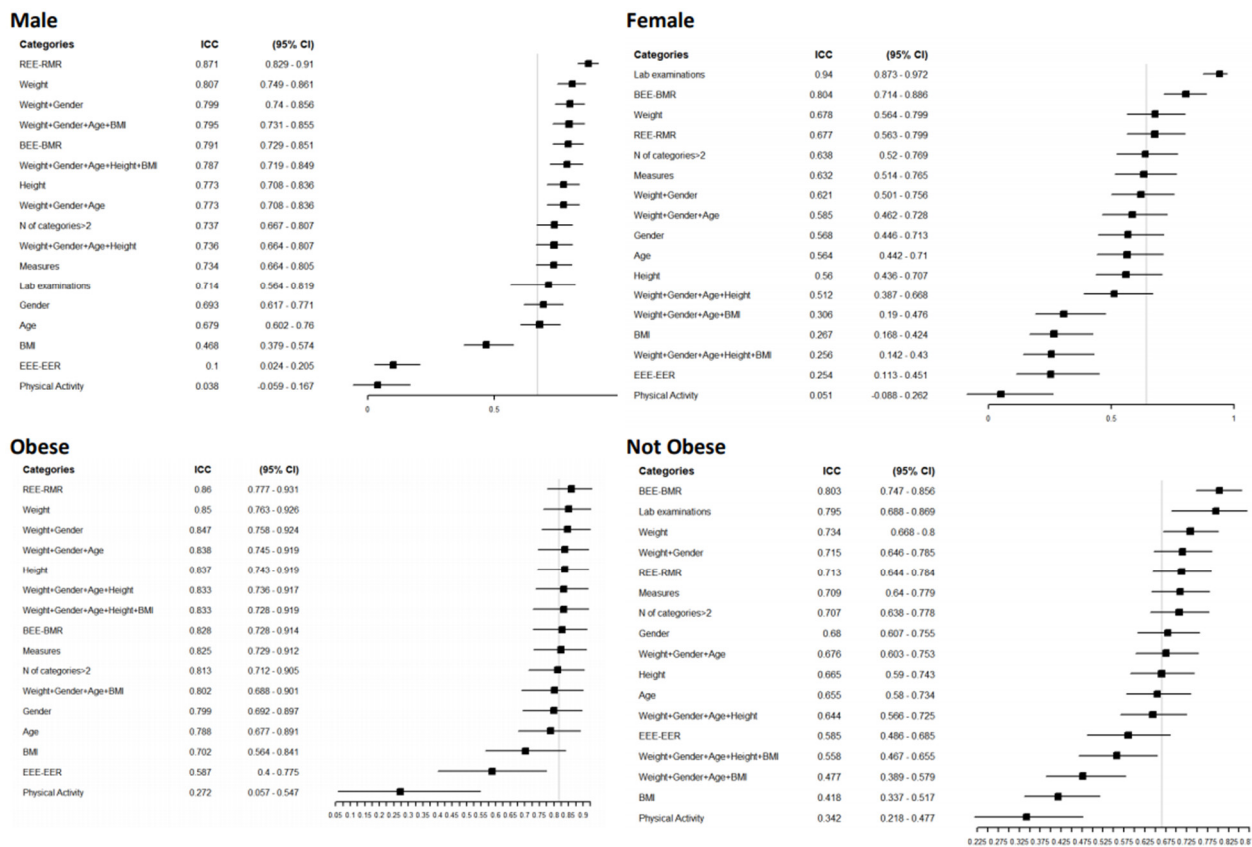 Male
Categories ICC (95% CI)
REE-RMR 0.871 0.829 - 0.91
Weight 0.807 0.749 - 0.861
Weight+Gender 0.799 0.74 - 0.856
Weight+Gender+Age+BMI 0.795 0.731 - 0.855
BEE-BMR 0.791 0.729 - 0.851
Weight+Gender+Age+Height+BMI 0.787 0.719 - 0.849
Height 0.773 0.708 - 0.836
Weight+Gender+Age 0.773 0.708 - 0.836
N of categories>2 0.737 0.667 - 0.807
Weight+Gender+Age+Height 0.736 0.664 - 0.807
Measures 0.734 0.664 - 0.805
Lab examinations 0.714 0.564 - 0.819
Gender 0.693 0.617 - 0.771
Age 0.679 0.602 - 0.76
BMI 0.468 0.379 - 0.574
EEE-EER 0.1 0.024 - 0.205
Physical Activity 0.038 -0.059 - 0.167
0 0.5
Female
Categories ICC (95% CI)
Lab examinations 0.94 0.873 - 0.972
BEE-BMR 0.804 0.714 - 0.886
Weight 0.678 0.564 - 0.799
REE-RMR 0.677 0.563 - 0.799
N of categories>2 0.638 0.52 - 0.769
Measures 0.632 0.514 - 0.765
Weight+Gender 0.621 0.501 - 0.756
Weight+Gender+Age 0.585 0.462 - 0.728
Gender 0.568 0.446 - 0.713
Age 0.564 0.442 - 0.71
Height 0.56 0.436 - 0.707
Weight+Gender+Age+Height 0.512 0.387 - 0.668
Weight+Gender+Age+BMI 0.306 0.19 - 0.476
BMI 0.267 0.168 - 0.424
Weight+Gender+Age+Height+BMI 0.256 0.142 - 0.43
EEE-EER 0.254 0.113 - 0.451
Physical Activity 0.051 -0.088 - 0.262
0 0.5 1
Obese
Categories ICC (95% CI)
REE-RMR 0.86 0.777 - 0.931
Weight 0.85 0.763 - 0.926
Weight+Gender 0.847 0.758 - 0.924
Weight+Gender+Age 0.838 0.745 - 0.919
Height 0.837 0.743 - 0.919
Weight+Gender+Age+Height 0.833 0.736 - 0.917
Weight+Gender+Age+Height+BMI 0.833 0.728 - 0.919
BEE-BMR 0.828 0.728 - 0.914
Measures 0.825 0.729 - 0.912
N of categories>2 0.813 0.712 - 0.905
Weight+Gender+Age+BMI 0.802 0.688 - 0.901
Gender 0.799 0.692 - 0.897
Age 0.788 0.677 - 0.891
BMI 0.702 0.564 - 0.841
EEE-EER 0.587 0.4 - 0.775
Physical Activity 0.272 0.057 - 0.547
0.05 0.1 0.15 0.2 0.25 0.3 0.35 0.4 0.45 0.5 0.55 0.6 0.65 0.7 0.75 0.8 0.85 0.9
Not Obese
Categories ICC (95% CI)
BEE-BMR 0.803 0.747 - 0.856
Lab examinations 0.795 0.688 - 0.869
Weight 0.734 0.668 - 0.8
Weight+Gender 0.715 0.646 - 0.785
REE-RMR 0.713 0.644 - 0.784
Measures 0.709 0.64 - 0.779
N of categories>2 0.707 0.638 - 0.778
Gender 0.68 0.607 - 0.755
Weight+Gender+Age 0.676 0.603 - 0.753
Height 0.665 0.59 - 0.743
Age 0.655 0.58 - 0.734
Weight+Gender+Age+Height 0.644 0.566 - 0.725
EEE-EER 0.585 0.486 - 0.685
Weight+Gender+Age+Height+BMI 0.558 0.467 - 0.655
Weight+Gender+Age+BMI 0.477 0.389 - 0.579
BMI 0.418 0.337 - 0.517
Physical Activity 0.342 0.218 - 0.477
0.225 0.275 0.325 0.375 0.425 0.475 0.525 0.575 0.625 0.675 0.725 0.775 0.825